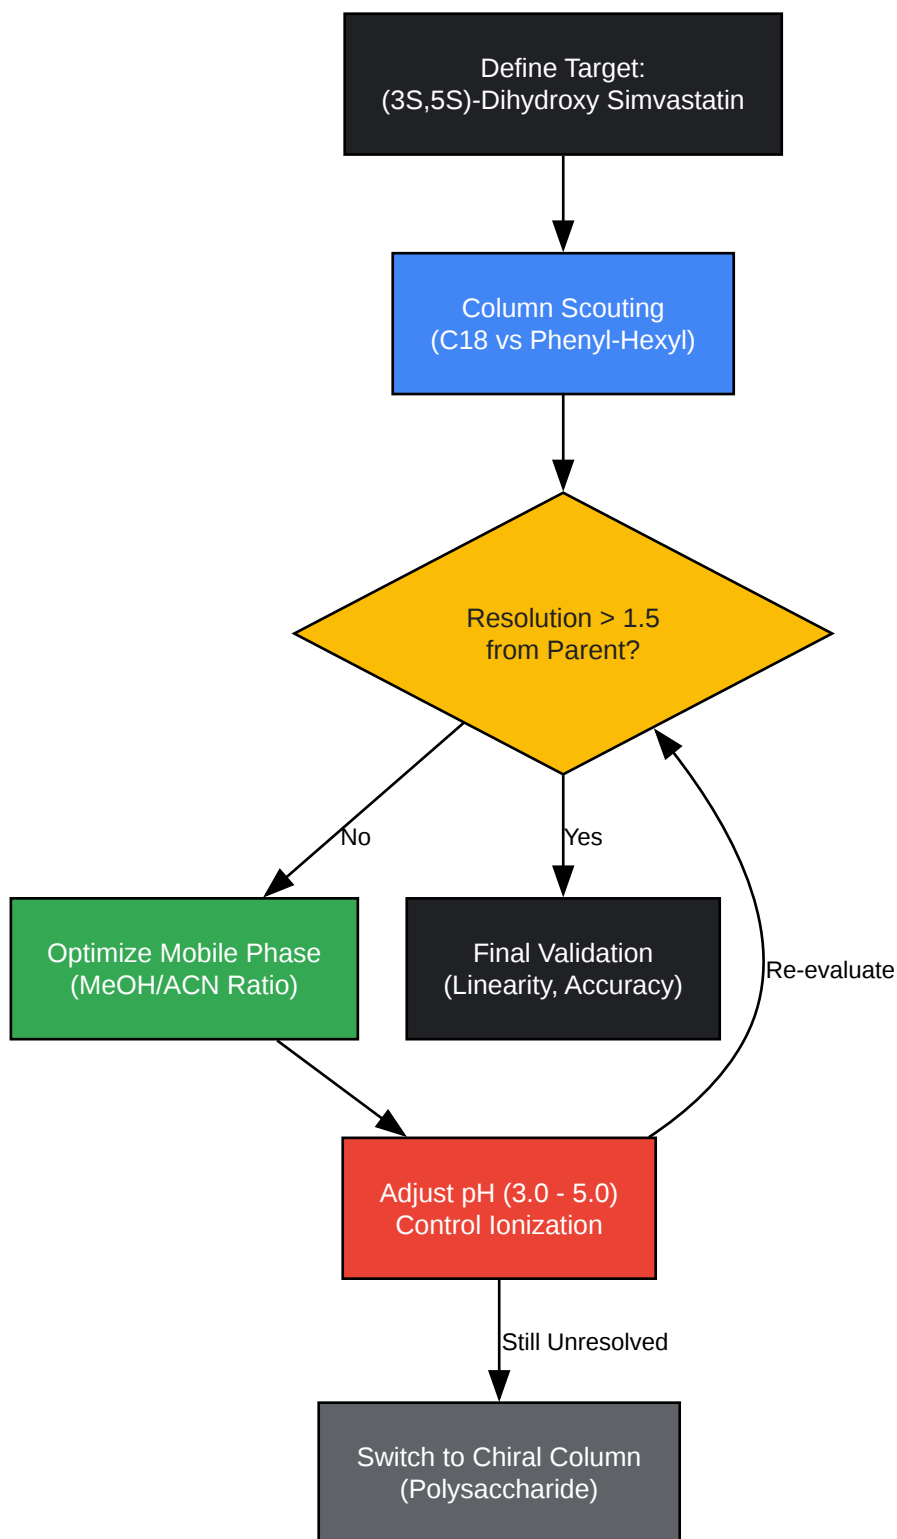 Define Target:
(3S,5S)-Dihydroxy Simvastatin
Column Scouting
(C18 vs Phenyl-Hexyl)
Resolution > 1.5
from Parent?
No
Yes
Optimize Mobile Phase
(MeOH/ACN Ratio)
Final Validation
(Linearity, Accuracy)
Re-evaluate
Adjust pH (3.0 - 5.0)
Control Ionization
Still Unresolved
Switch to Chiral Column
(Polysaccharide)